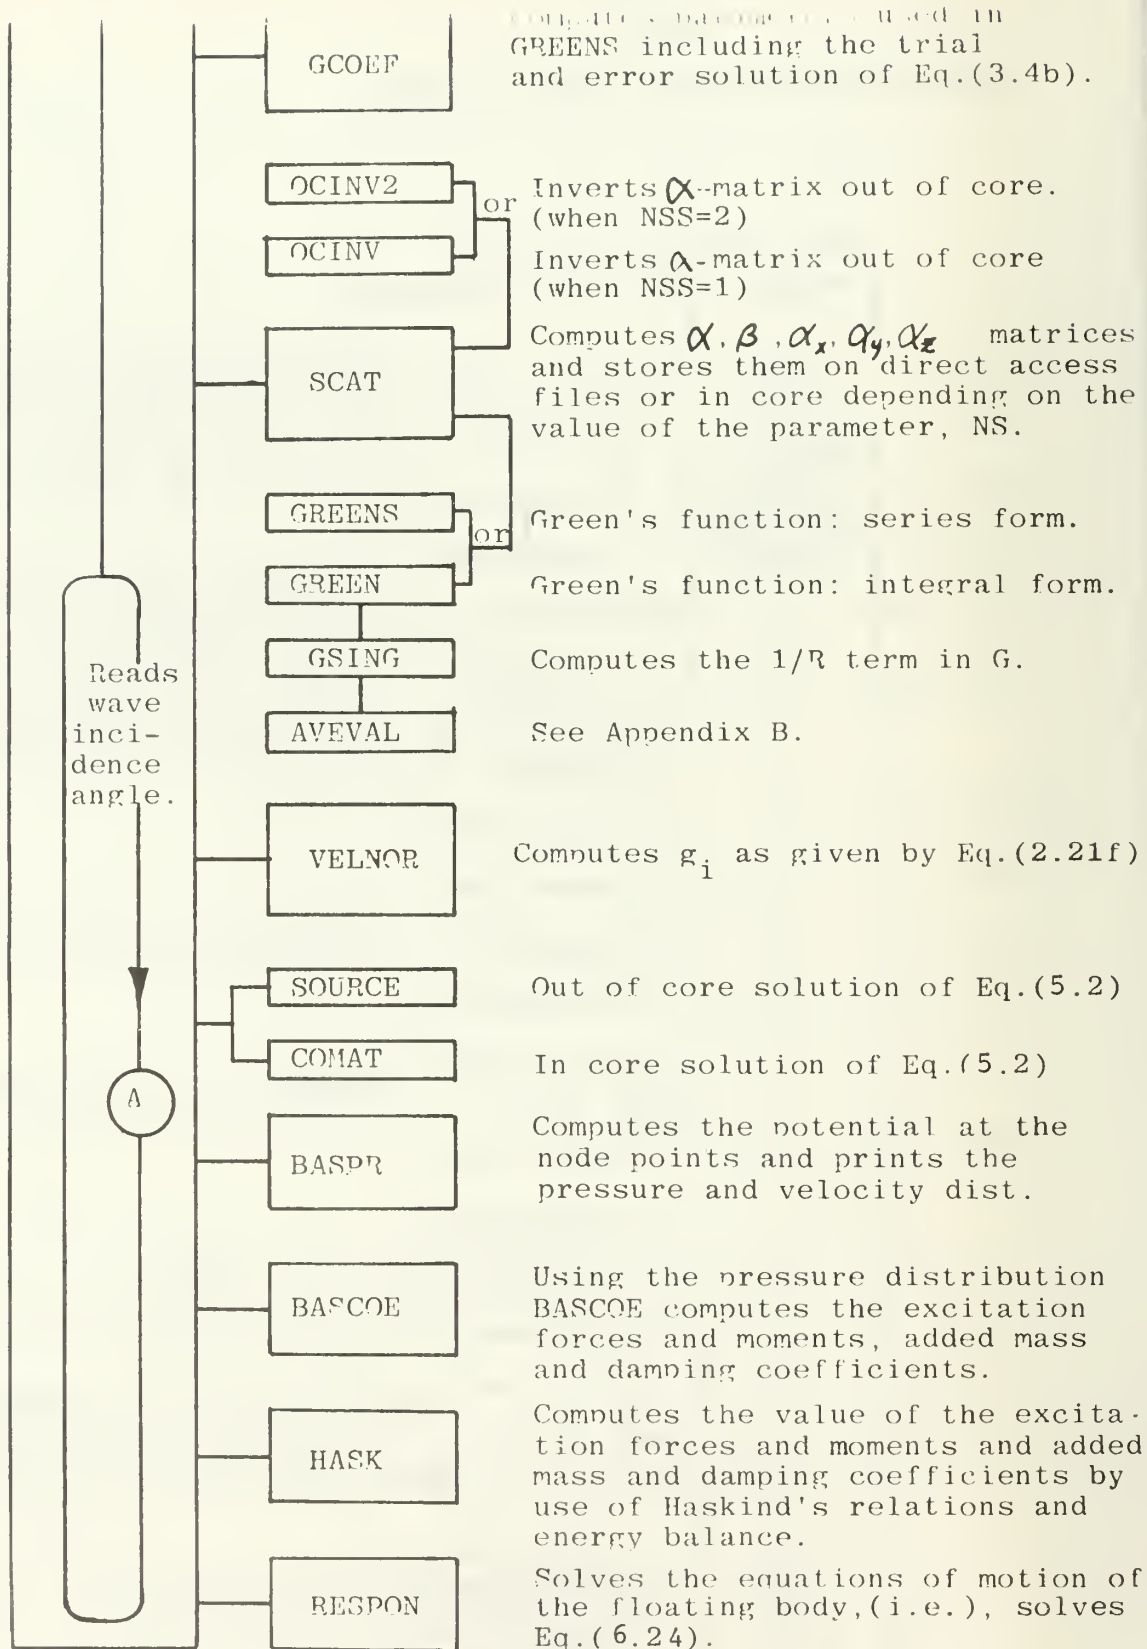 used in
GCOEF
GREENS including the trial
and error solution of Eq.(3.4b).
OCINV2
or
Inverts α-matrix out of core.
(when NSS=2)
OCINV
Inverts α-matrix out of core
(when NSS=1)
SCAT
Computes α, β, αx, αy, αz matrices
and stores them on direct access
files or in core depending on the
value of the parameter, NS.
GREENS
or
Green's function: series form.
GREEN
Green's function: integral form.
GSING
Computes the 1/R term in G.
AVEVAL
See Appendix B.
Reads
wave
inci-
dence
angle.
VELNOR
Computes gi as given by Eq.(2.21f)
SOURCE
Out of core solution of Eq.(5.2)
COMAT
In core solution of Eq.(5.2)
A
BASPR
Computes the potential at the
node points and prints the
pressure and velocity dist.
BASCOE
Using the pressure distribution
BASCOE computes the excitation
forces and moments, added mass
and damping coefficients.
HASK
Computes the value of the excita-
tion forces and moments and added
mass and damping coefficients by
use of Haskind's relations and
energy balance.
RESPON
Solves the equations of motion of
the floating body,(i.e.), solves
Eq.(6.24).